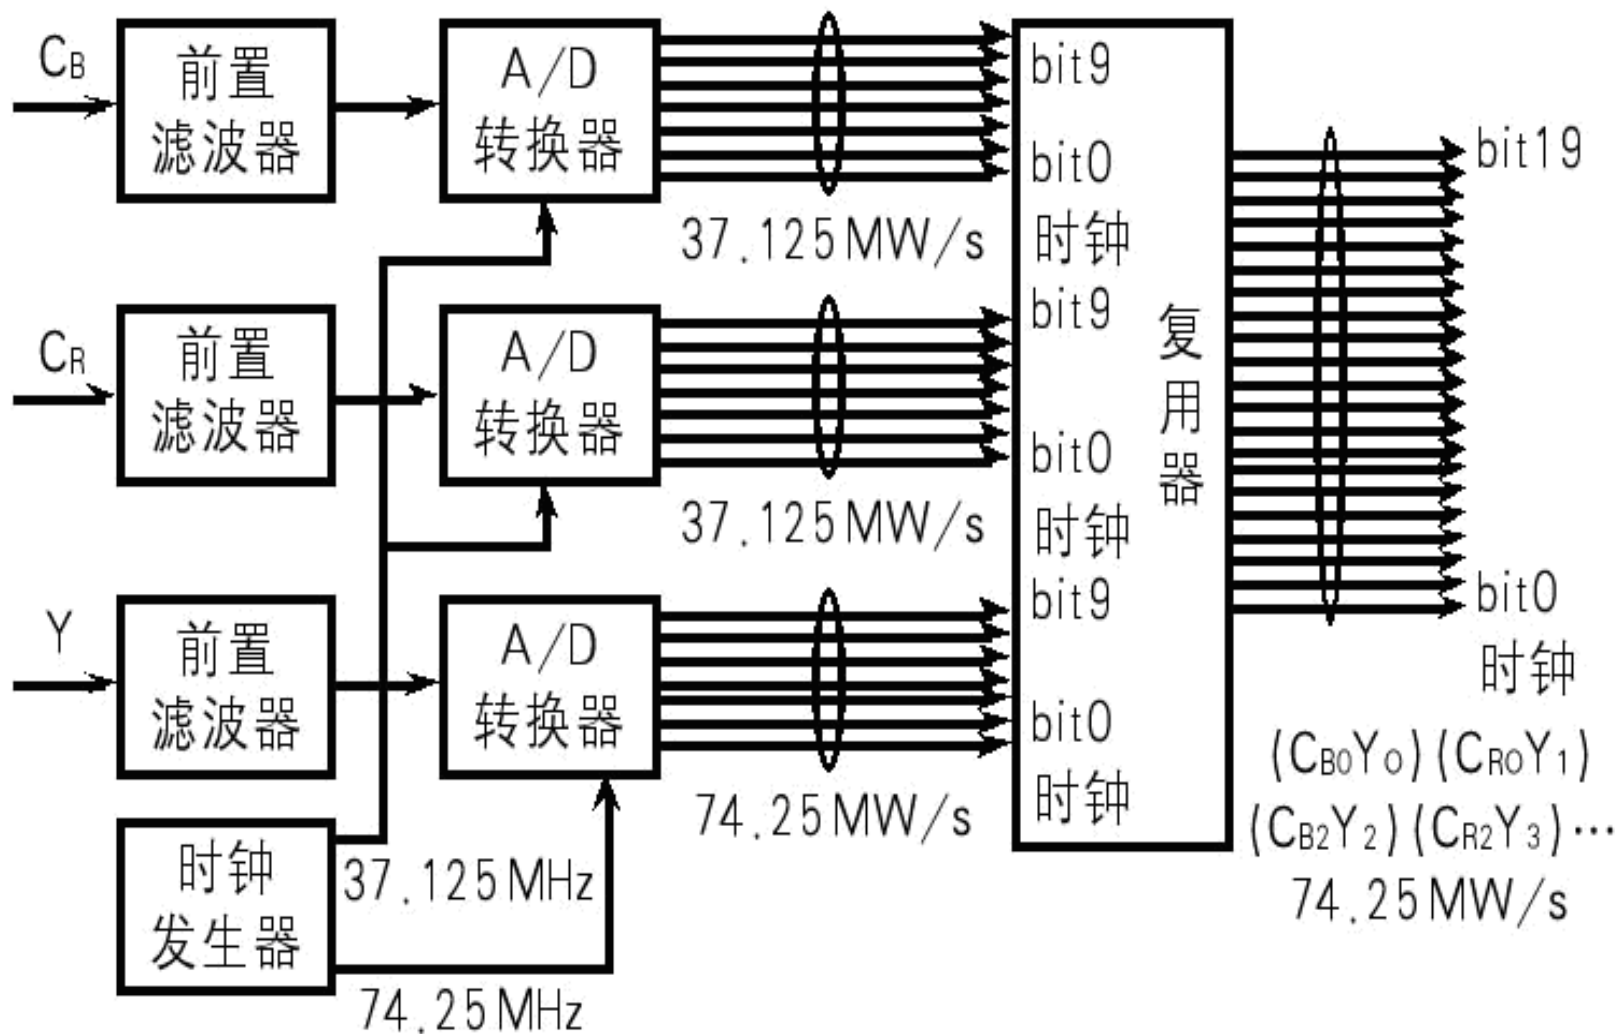 CB
前置
滤波器
A/D
转换器
37.125MW/s
bit9
bit0
时钟
CR
前置
滤波器
A/D
转换器
37.125MW/s
bit9
bit0
时钟
Y
前置
滤波器
A/D
转换器
74.25MW/s
bit9
bit0
时钟
时钟
发生器
37.125MHz
74.25MHz
复用器
bit19
bit0
时钟
(CB0Y0)(CR0Y1)
(CB2Y2)(CR2Y3)…
74.25MW/s